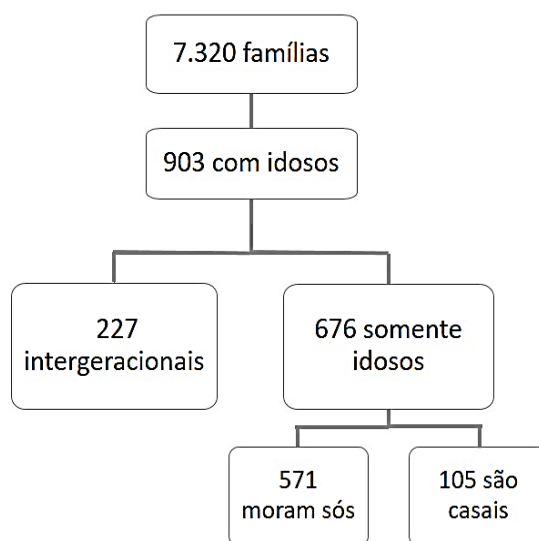 7.320 famílias
903 com idosos
227
intergeracionais
676 somente
idosos
571
moram sós
105 são
casais